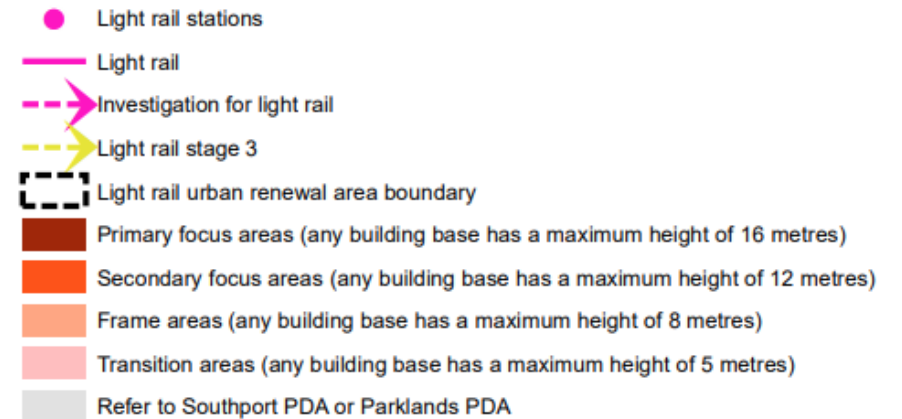 Light rail stations
Light rail
Investigation for light rail
Light rail stage 3
Light rail urban renewal area boundary
Primary focus areas (any building base has a maximum height of 16 metres)
Secondary focus areas (any building base has a maximum height of 12 metres)
Frame areas (any building base has a maximum height of 8 metres)
Transition areas (any building base has a maximum height of 5 metres)
Refer to Southport PDA or Parklands PDA